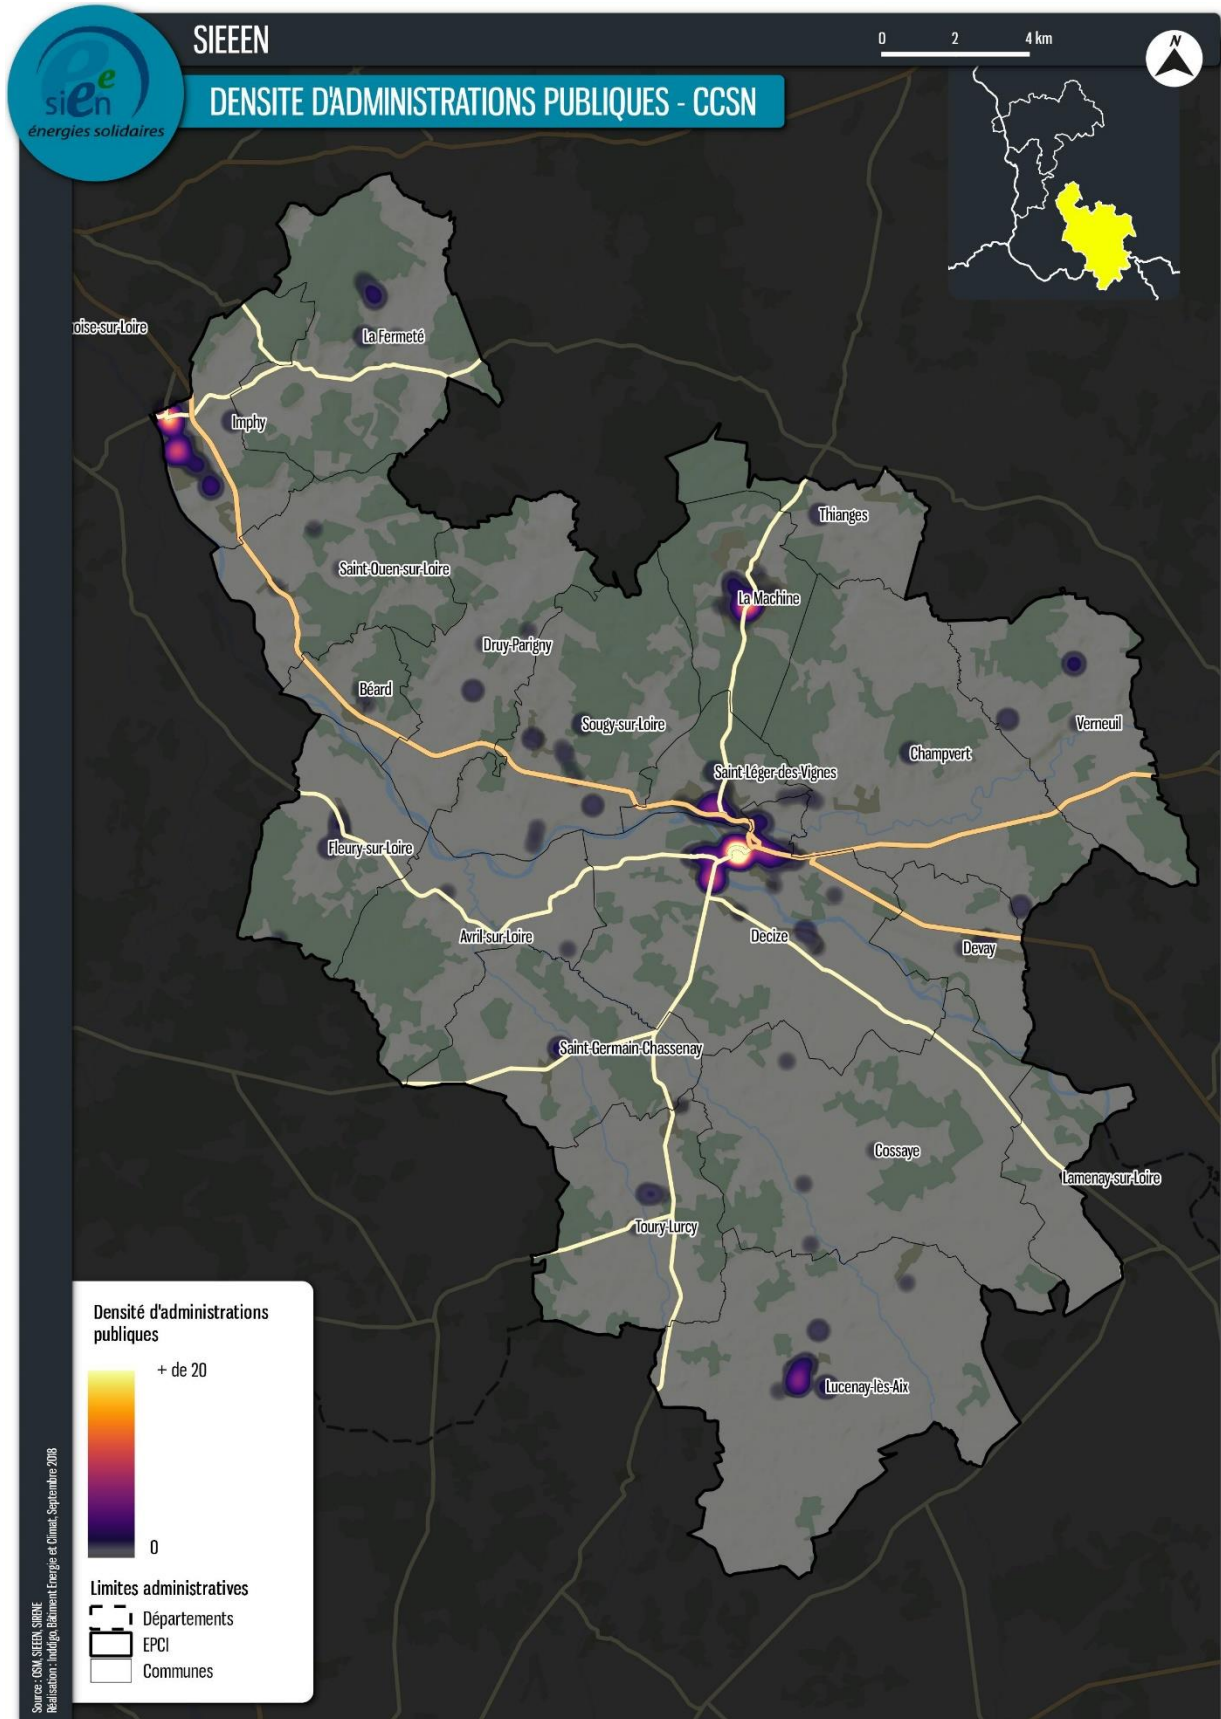 SIEEEN
0 2 4 km
N
DENSITE D'ADMINISTRATIONS PUBLIQUES - CCSN
siéen
énergies solidaires
oise-sur-Loire
La Fermeté
Imphy
Thianges
Saint-Ouen-sur-Loire
La Machine
Druy-Parigny
Béard
Sougy-sur-Loire
Verneuil
Champvert
Saint-Léger-des-Vignes
Fleury-sur-Loire
Avril-sur-Loire
Decize
Devay
Saint-Germain-Chassenay
Cossaye
Lamenay-sur-Loire
Toury-Lurcy
Lucenay-lès-Aix
Densité d'administrations
publiques
+ de 20
0
Limites administratives
Départements
EPCI
Communes
Source : OSM, SIEEEN, SIRENE
Réalisation : Inddigo, Bâtiment Energie et Climat, Septembre 2018